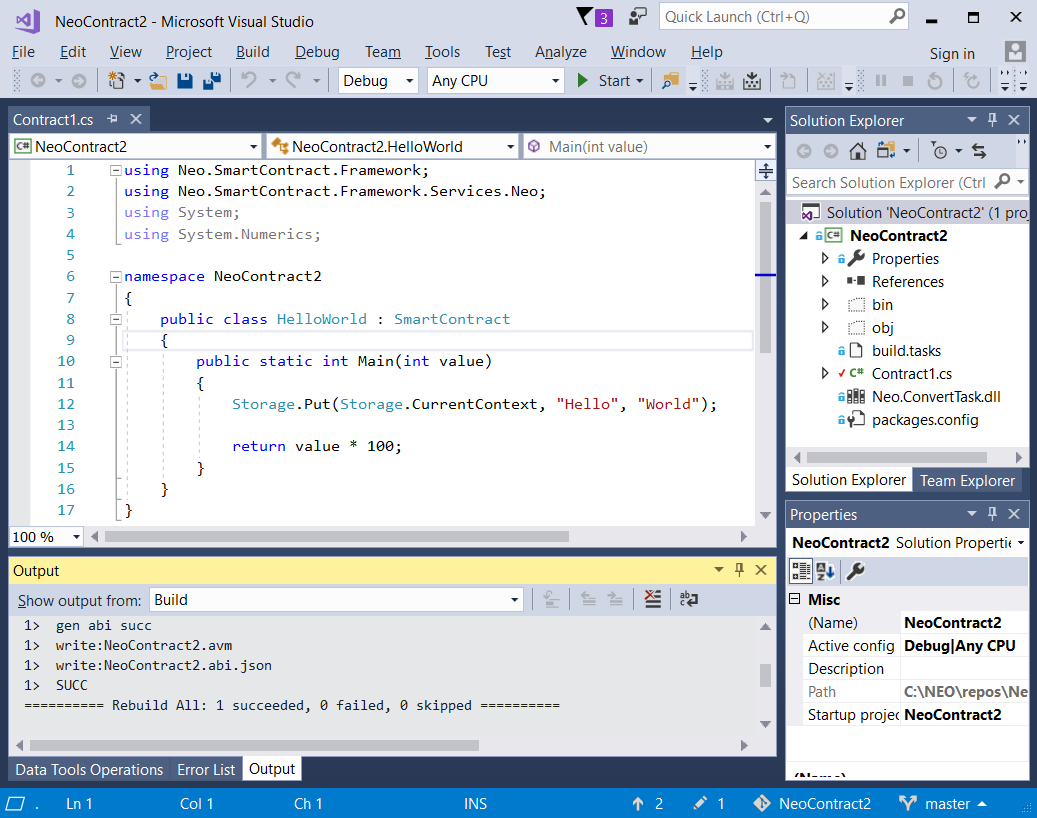 NeoContract2 - Microsoft Visual Studio
3
Quick Launch (Ctrl+Q)
File Edit View Project Build Debug Team Tools Test Analyze Window Help
Sign in
Debug Any CPU Start
Contract1.cs
C# NeoContract2 NeoContract2.HelloWorld Main(int value)
1 using Neo.SmartContract.Framework;
2 using Neo.SmartContract.Framework.Services.Neo;
3 using System;
4 using System.Numerics;
5
6 namespace NeoContract2
7 {
8 public class HelloWorld : SmartContract
9 {
10 public static int Main(int value)
11 {
12 Storage.Put(Storage.CurrentContext, "Hello", "World");
13
14 return value * 100;
15 }
16 }
17 }
100 %
Output
Show output from: Build
1> gen abi succ
1> write:NeoContract2.avm
1> write:NeoContract2.abi.json
1> SUCC
========== Rebuild All: 1 succeeded, 0 failed, 0 skipped ==========
Data Tools Operations Error List Output
Solution Explorer
Search Solution Explorer (Ctrl
Solution 'NeoContract2' (1 proj
C# NeoContract2
Properties
References
bin
obj
build.tasks
C# Contract1.cs
Neo.ConvertTask.dll
packages.config
Solution Explorer Team Explorer
Properties
NeoContract2 Solution Propertie
Misc
(Name) NeoContract2
Active config Debug|Any CPU
Description
Path C:\NEO\repos\Ne
Startup projec NeoContract2
(Name)
Ln 1 Col 1 Ch 1 INS 2 1 NeoContract2 master